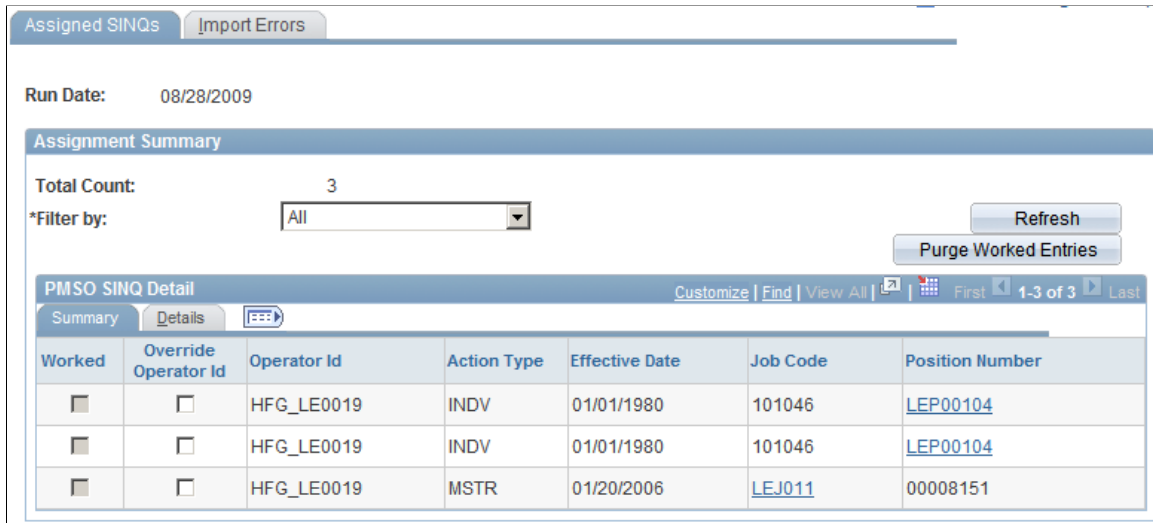 Assigned SINQs Import Errors
Run Date: 08/28/2009
Assignment Summary
Total Count: 3
*Filter by: All
Refresh
Purge Worked Entries
PMSO SINQ Detail Customize | Find | View All | | First 1-3 of 3 Last
Summary Details
Worked Override Operator Id Operator Id Action Type Effective Date Job Code Position Number
HFG_LE0019 INDV 01/01/1980 101046 LEP00104
HFG_LE0019 INDV 01/01/1980 101046 LEP00104
HFG_LE0019 MSTR 01/20/2006 LEJ011 00008151